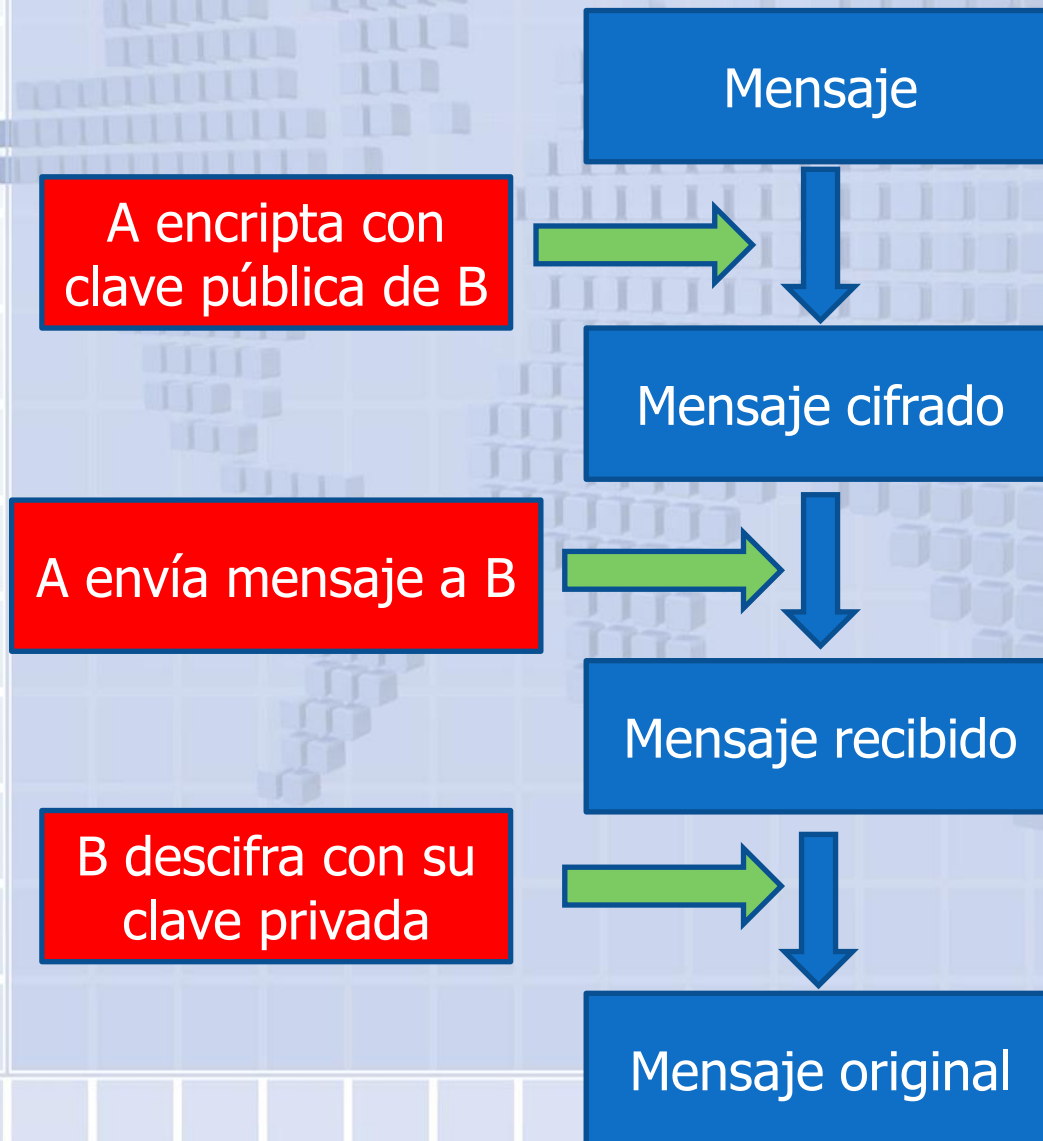 Mensaje
A encripta con
clave pública de B
Mensaje cifrado
A envía mensaje a B
Mensaje recibido
B descifra con su
clave privada
Mensaje original